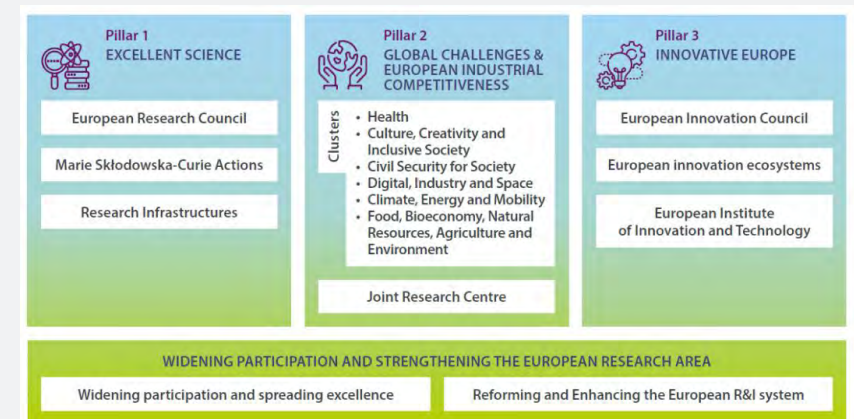 Pillar 1
EXCELLENT SCIENCE
European Research Council
Marie Skłodowska-Curie Actions
Research Infrastructures
Pillar 2
GLOBAL CHALLENGES &
EUROPEAN INDUSTRIAL
COMPETITIVENESS
Clusters
• Health
• Culture, Creativity and
Inclusive Society
• Civil Security for Society
• Digital, Industry and Space
• Climate, Energy and Mobility
• Food, Bioeconomy, Natural
Resources, Agriculture and
Environment
Joint Research Centre
Pillar 3
INNOVATIVE EUROPE
European Innovation Council
European innovation ecosystems
European Institute
of Innovation and Technology
WIDENING PARTICIPATION AND STRENGTHENING THE EUROPEAN RESEARCH AREA
Widening participation and spreading excellence
Reforming and Enhancing the European R&I system